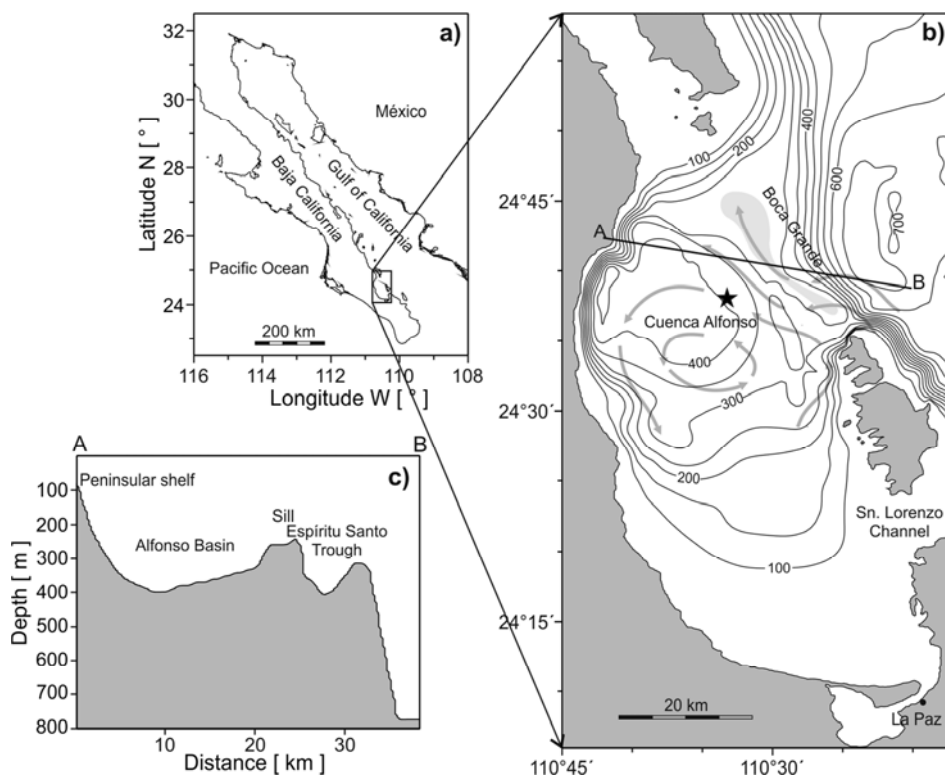 a)
32
30
28
26
24
Latitude N [ ° ]
México
Baja California
Gulf of California
Pacific Ocean
200 km
116
114
112
110
108
Longitude W [ ° ]
b)
100
200
400
600
700
24°45´
24°30´
24°15´
A
B
Boca Grande
Cuenca Alfonso
400
300
200
100
Sn. Lorenzo
Channel
20 km
La Paz
110°45´
110°30´
A
B
c)
Peninsular shelf
Sill
Espíritu Santo
Trough
Alfonso Basin
100
200
300
400
500
600
700
800
Depth [ m ]
10
20
30
Distance [ km ]